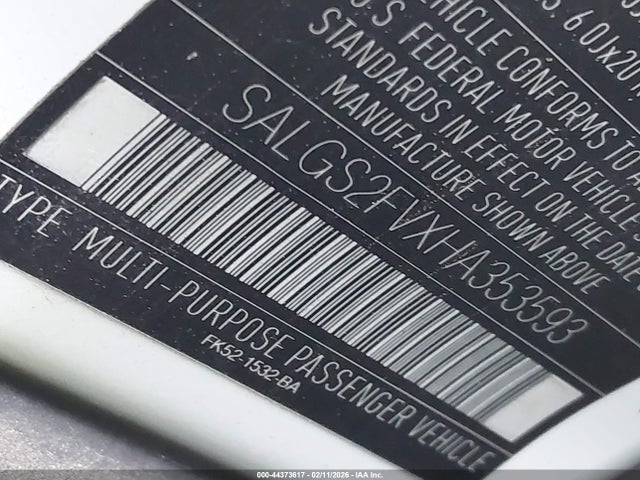 S, 6.0Jx20
VEHICLE CONFORMS TO
U.S FEDERAL MOTOR VEHICLE
STANDARDS IN EFFECT ON THE DATE
MANUFACTURE SHOWN ABOVE
SALGS2FVXHA353593
TYPE MULTI-PURPOSE PASSENGER VEHICLE
FK52-1532-BA
000-44373617 - 02/11/2026 - IAA Inc.